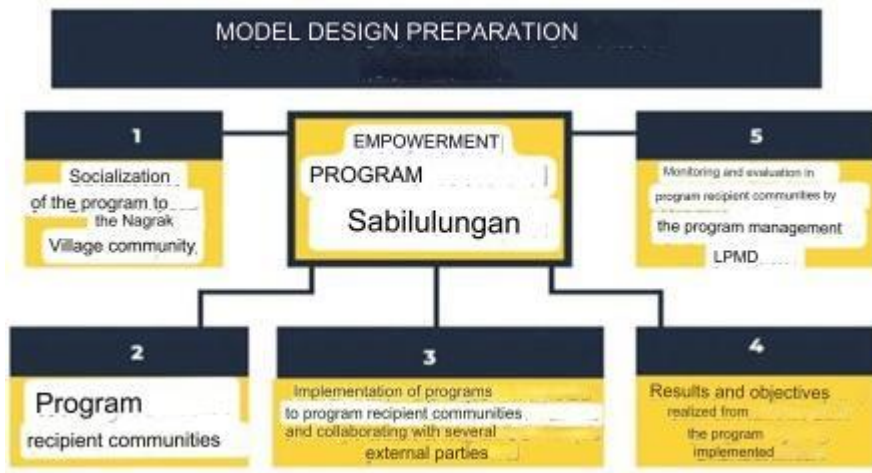 MODEL DESIGN PREPARATION
1
Socialization
of the program to
the Nagrak
Village community
EMPOWERMENT
PROGRAM
Sabilulungan
5
Monitoring and evaluation in
program recipient communities by
the program management
LPMD
2
Program
recipient communities
3
Implementation of programs
to program recipient communities
and collaborating with several
external parties
4
Results and objectives
realized from
the program
implemented